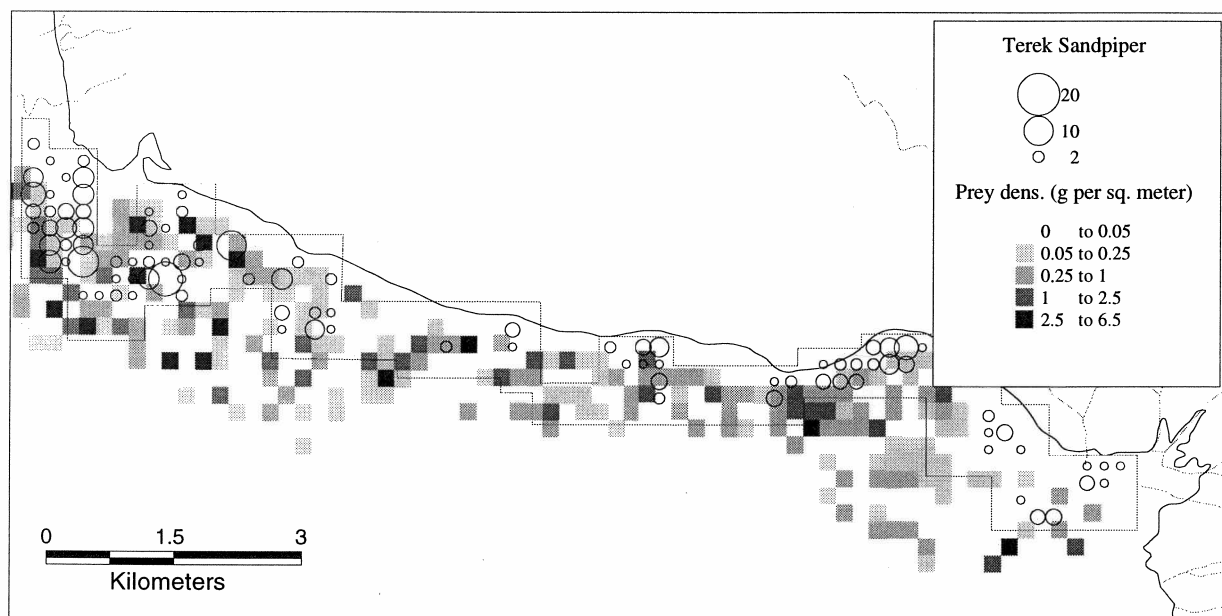 Terek Sandpiper
20
10
2
Prey dens. (g per sq. meter)
0 to 0.05
0.05 to 0.25
0.25 to 1
1 to 2.5
2.5 to 6.5
0 1.5 3
Kilometers